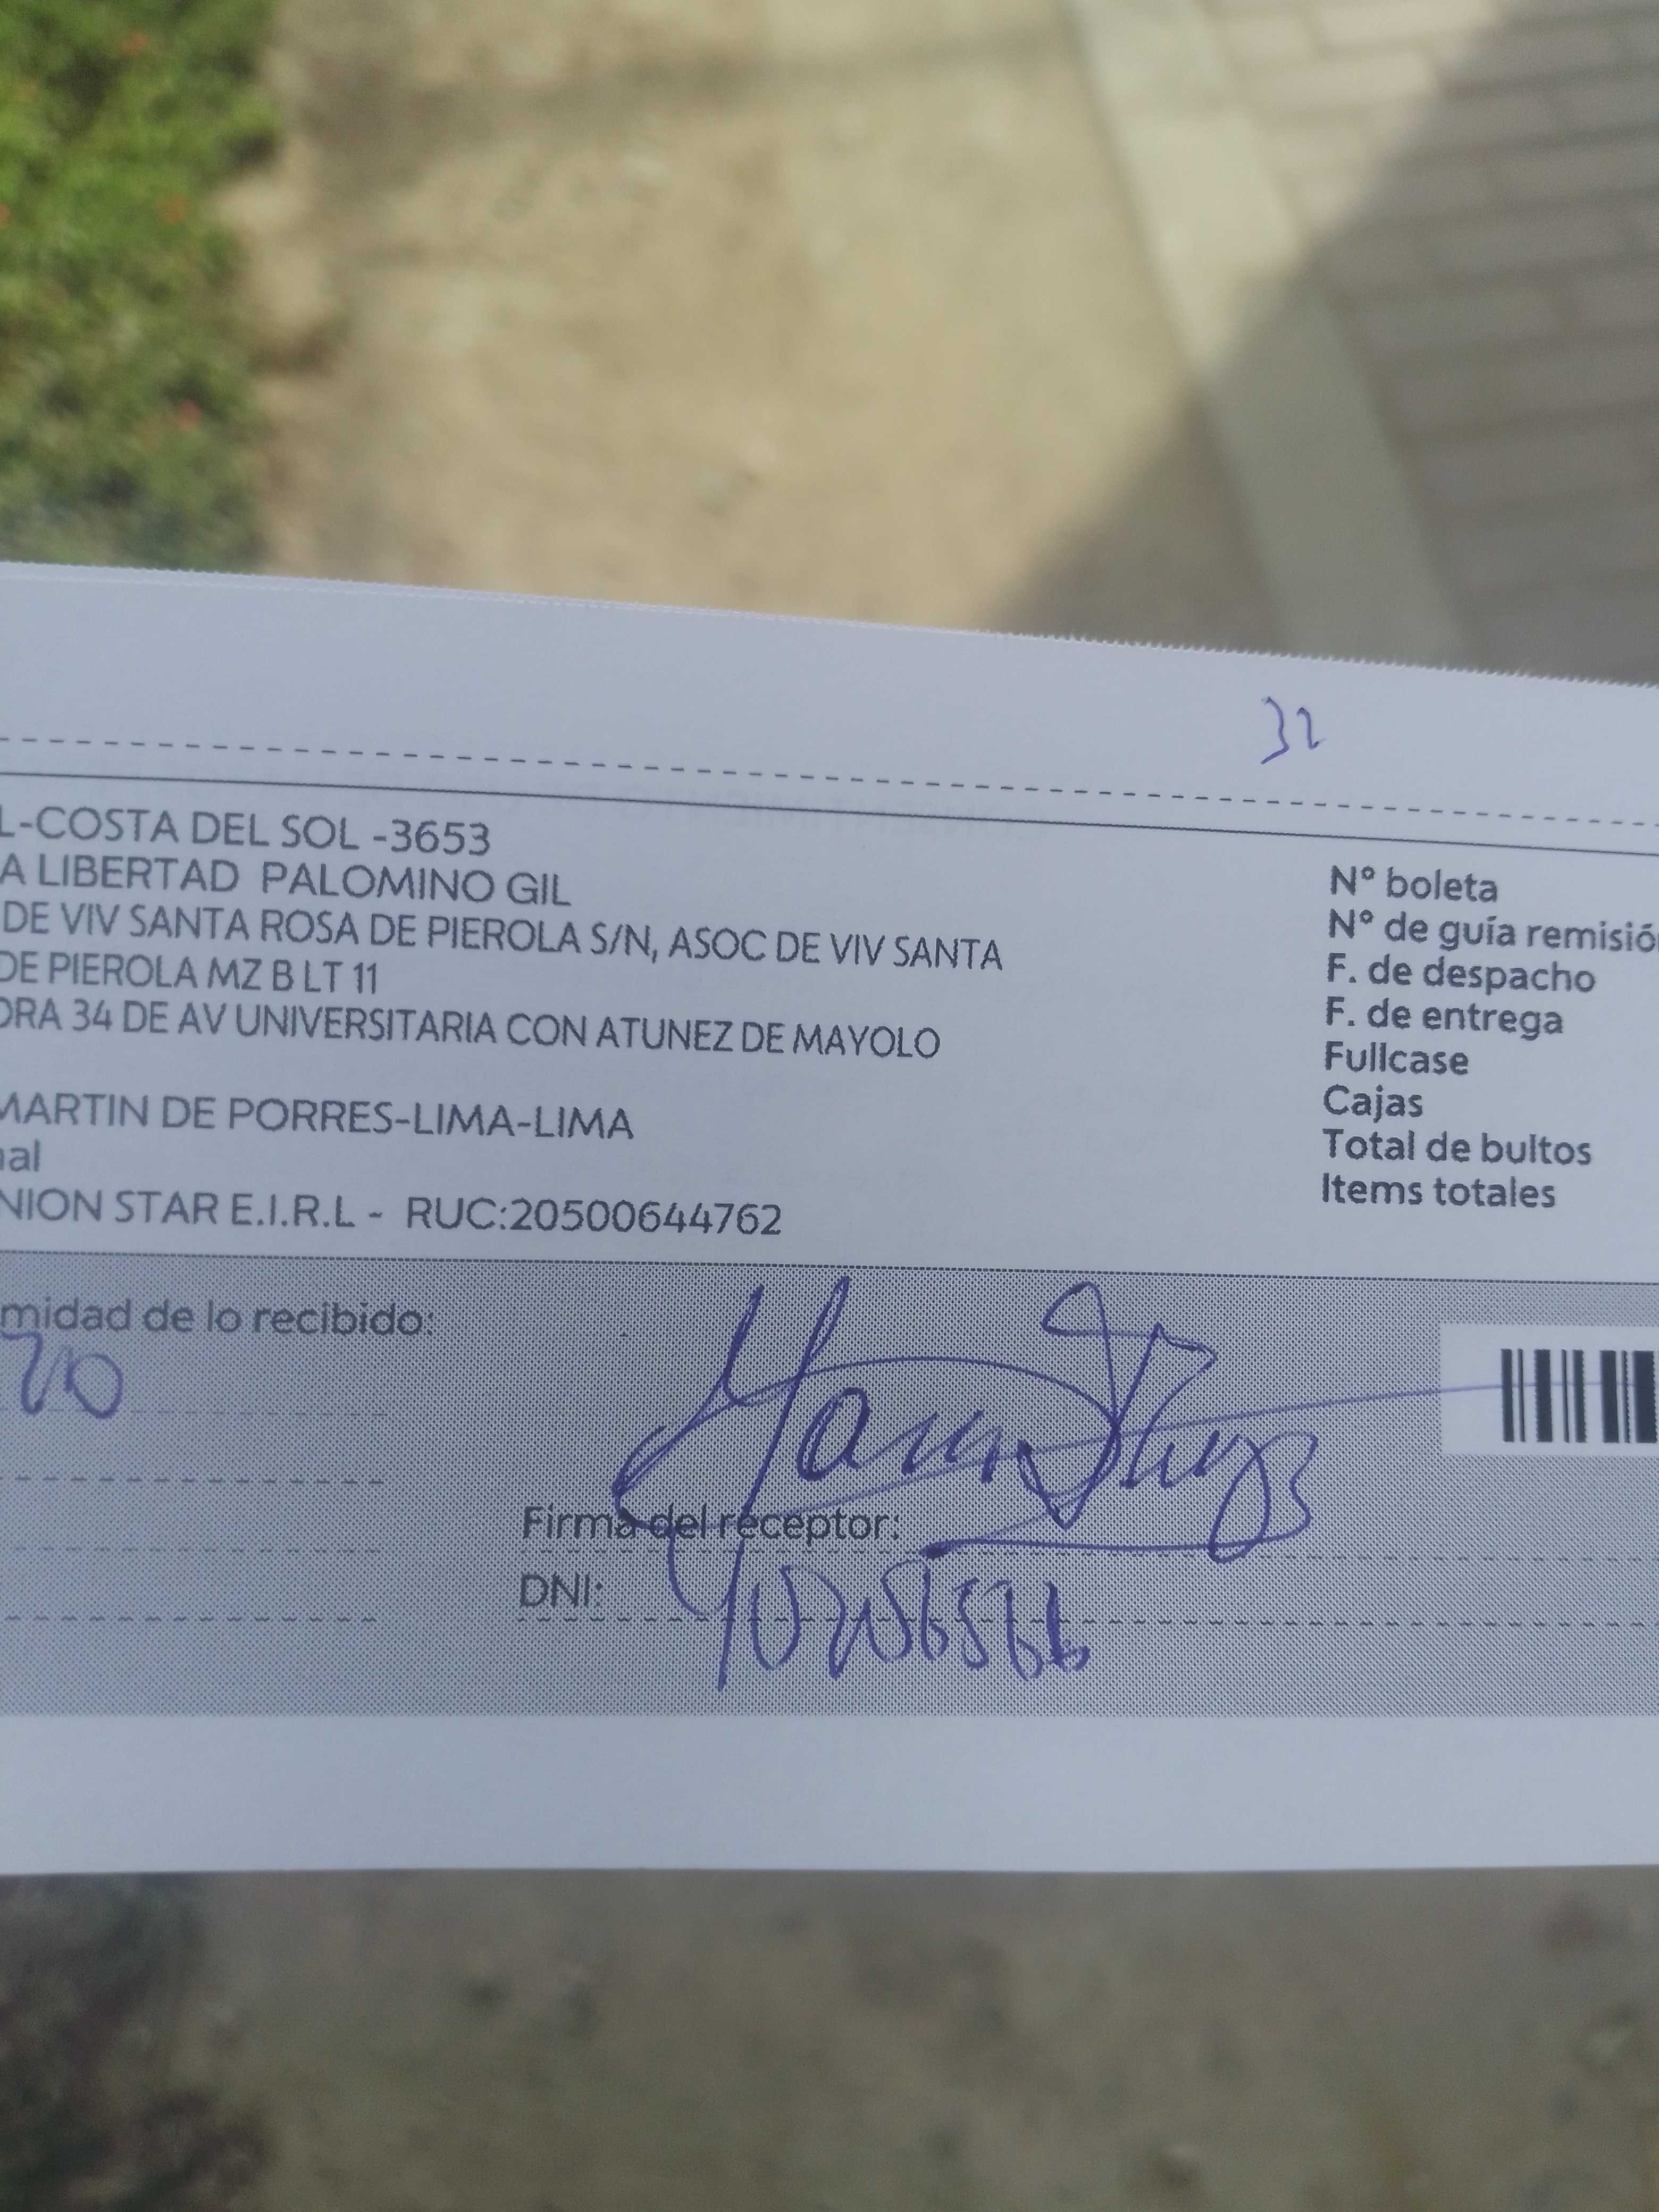 32
L-COSTA DEL SOL -3653
A LIBERTAD PALOMINO GIL
DE VIV SANTA ROSA DE PIEROLA S/N, ASOC DE VIV SANTA
DE PIEROLA MZ B LT 11
DRA 34 DE AV UNIVERSITARIA CON ATUNEZ DE MAYOLO
MARTIN DE PORRES-LIMA-LIMA
nal
NION STAR E.I.R.L - RUC:20500644762
Nº boleta
Nº de guía remisió
F. de despacho
F. de entrega
Fullcase
Cajas
Total de bultos
Items totales
midad de lo recibido:
Firma del receptor:
DNI: